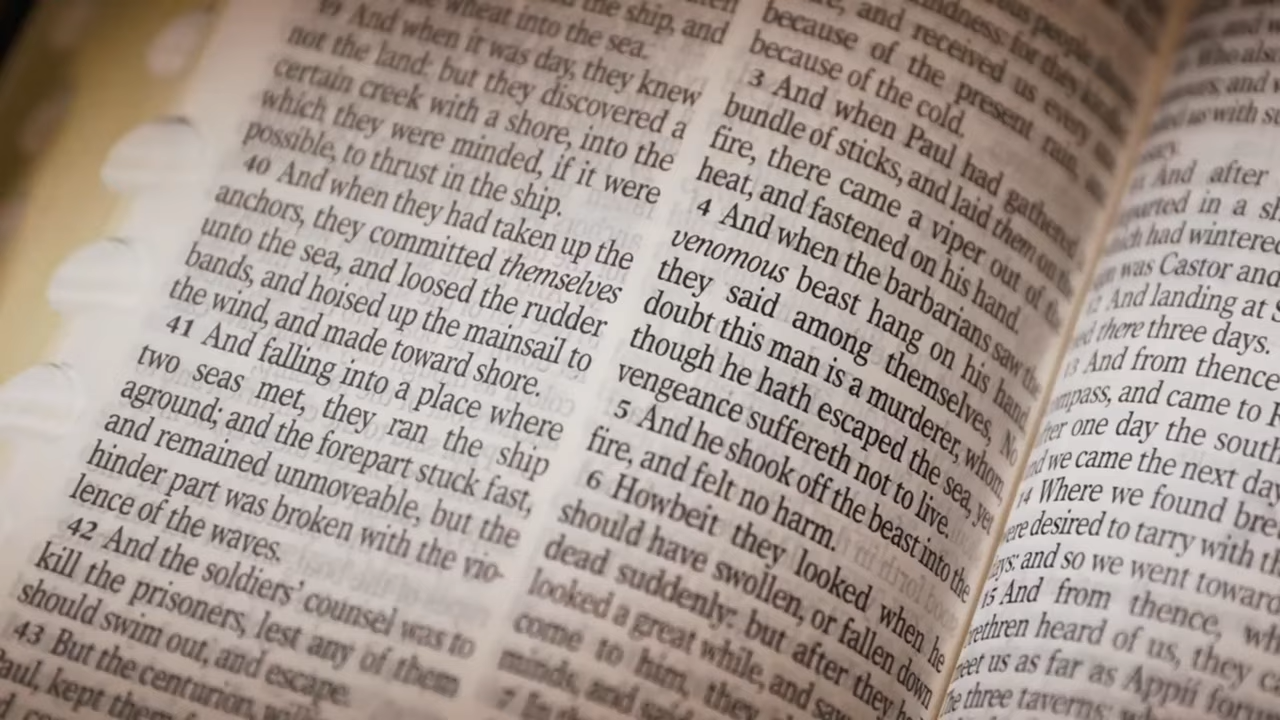 wheat into the sea.
39 And when it was day, they knew
not the land: but they discovered a
certain creek with a shore, into the
which they were minded, if it were
possible, to thrust in the ship.
40 And when they had taken up the
anchors, they committed themselves
unto the sea, and loosed the rudder
bands, and hoised up the mainsail to
the wind, and made toward shore.
41 And falling into a place where
two seas met, they ran the ship
aground; and the forepart stuck fast,
and remained unmoveable, but the
hinder part was broken with the vio-
lence of the waves.
42 And the soldiers' counsel was to
kill the prisoners, lest any of them
should swim out, and escape.
43 But the centurion,
Paul, kept them
kindness: for they
and received us every
because of the present rain,
because of the cold.
3 And when Paul had gathered
bundle of sticks, and laid them on the
fire, there came a viper out of the
heat, and fastened on his hand.
4 And when the barbarians saw the
venomous beast hang on his hand
they said among themselves, No
doubt this man is a murderer, whom,
though he hath escaped the sea, yet
vengeance suffereth not to live.
5 And he shook off the beast into the
fire, and felt no harm.
6 Howbeit they looked when he
should have swollen, or fallen down
dead suddenly: but after they
looked a great while, and saw
come to him, they
minds, and said
And after
in a
had wintered
was Castor and
And landing at
there three days.
13 And from thence
and came to
one day the south
and we came the next day
14 Where we found
were desired to tarry with
days: and so we went toward
15 And from thence,
brethren heard of us, they
meet us as far as Appii
The three taverns: